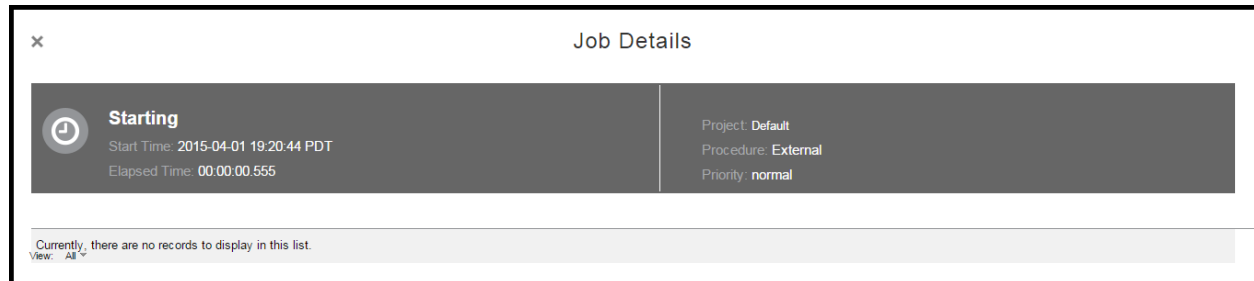 ×
Job Details
Starting
Start Time: 2015-04-01 19:20:44 PDT
Elapsed Time: 00:00:00.555
Project: Default
Procedure: External
Priority: normal
Currently, there are no records to display in this list.
View: All